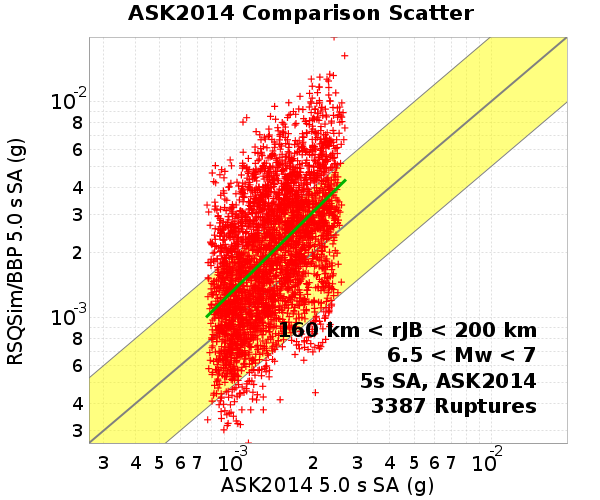 ASK2014 Comparison Scatter
RSQSim/BBP 5.0 s SA (g)
10⁻²
8
6
4
3
2
10⁻³
8
6
4
3
160 km < rJB < 200 km
6.5 < Mw < 7
5s SA, ASK2014
3387 Ruptures
3 4 5 6 7 10⁻³ 2 3 4 5 6 7 10⁻²
ASK2014 5.0 s SA (g)